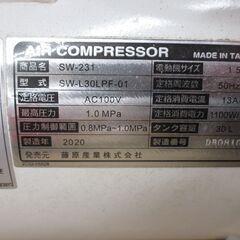 AIR COMPRESSOR MADE IN TA
商品名 SW-231 電動機サイズ 1.5
型式 SW-L30LPF-01 定格周波数 50Hz
定格電圧 AC100V 定格消費電流 13A
最高圧力 1.0 MPa 定格消費電力 1100W
圧力制御範囲 0.8MPa~1.0MPa タンク容量 30L
製造年 2020 製造番号
発売元 藤原産業株式会社